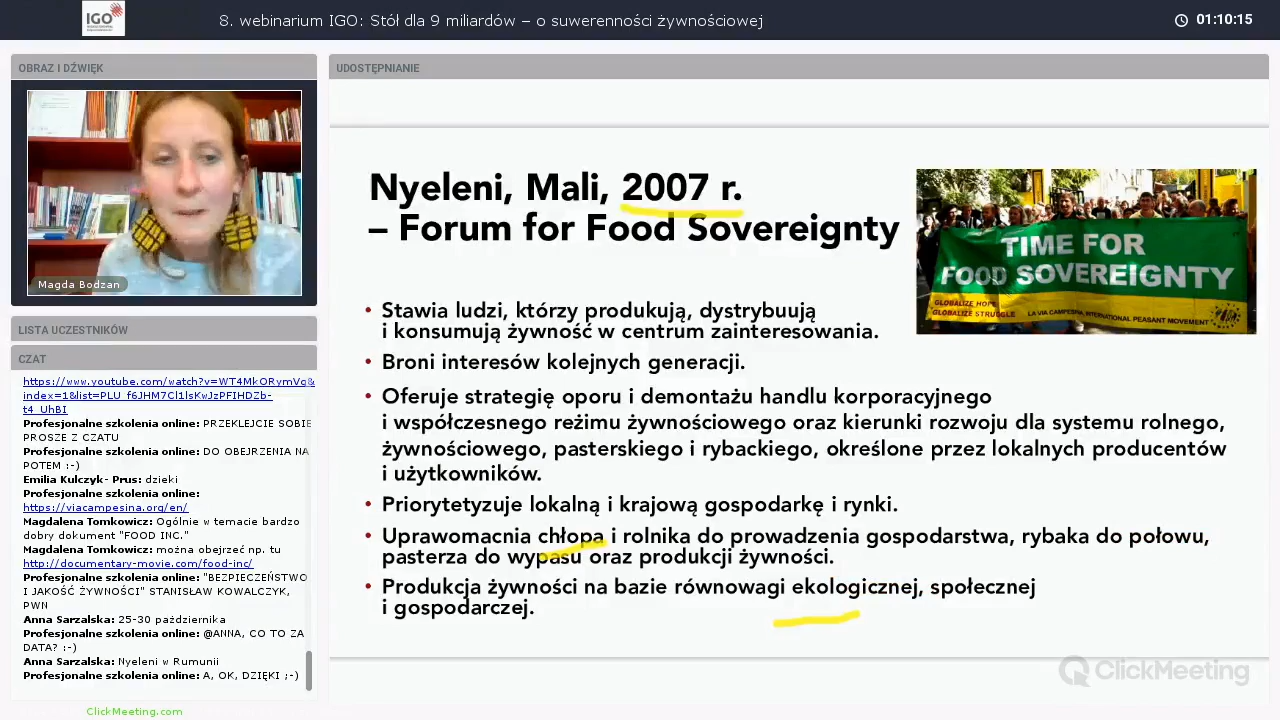 IGO
8. webinarium IGO: Stół dla 9 miliardów – o suwerenności żywnościowej
01:10:15
OBRAZ I DŹWIĘK
Magda Bodzan
LISTA UCZESTNIKÓW
CZAT
https://www.youtube.com/watch?v=WT4MkORymVg&
index=1&list=PLU_f6JHM7Cl1lsKwJzPFIHDZb-
t4_UhBI
Profesjonalne szkolenia online: PRZEKLEJCIE SOBIE
PROSZE Z CZATU
Profesjonalne szkolenia online: DO OBEJRZENIA NA
POTEM :-)
Emilia Kulczyk- Prus: dzieki
Profesjonalne szkolenia online:
https://viacampesina.org/en/
Magdalena Tomkowicz: Ogólnie w temacie bardzo
dobry dokument "FOOD INC."
Magdalena Tomkowicz: można obejrzeć np. tu
http://documentary-movie.com/food-inc/
Profesjonalne szkolenia online: "BEZPIECZEŃSTWO
I JAKOŚĆ ŻYWNOŚCI" STANISŁAW KOWALCZYK,
PWN
Anna Sarzalska: 25-30 października
Profesjonalne szkolenia online: @ANNA, CO TO ZA
DATA? :-)
Anna Sarzalska: Nyeleni w Rumunii
Profesjonalne szkolenia online: A, OK, DZIĘKI ;-)
ClickMeeting.com
UDOSTĘPNIANIE
Nyeleni, Mali, 2007 r.
– Forum for Food Sovereignty
TIME FOR
FOOD SOVEREIGNTY
GLOBALIZE HOPE
GLOBALIZE STRUGGLE
LA VIA CAMPESINA, INTERNATIONAL PEASANT MOVEMENT
• Stawia ludzi, którzy produkują, dystrybuują
i konsumują żywność w centrum zainteresowania.
• Broni interesów kolejnych generacji.
• Oferuje strategię oporu i demontażu handlu korporacyjnego
i współczesnego reżimu żywnościowego oraz kierunki rozwoju dla systemu rolnego,
żywnościowego, pasterskiego i rybackiego, określone przez lokalnych producentów
i użytkowników.
• Priorytetyzuje lokalną i krajową gospodarkę i rynki.
• Uprawomacnia chłopa i rolnika do prowadzenia gospodarstwa, rybaka do połowu,
pasterza do wypasu oraz produkcji żywności.
• Produkcja żywności na bazie równowagi ekologicznej, społecznej
i gospodarczej.
ClickMeeting